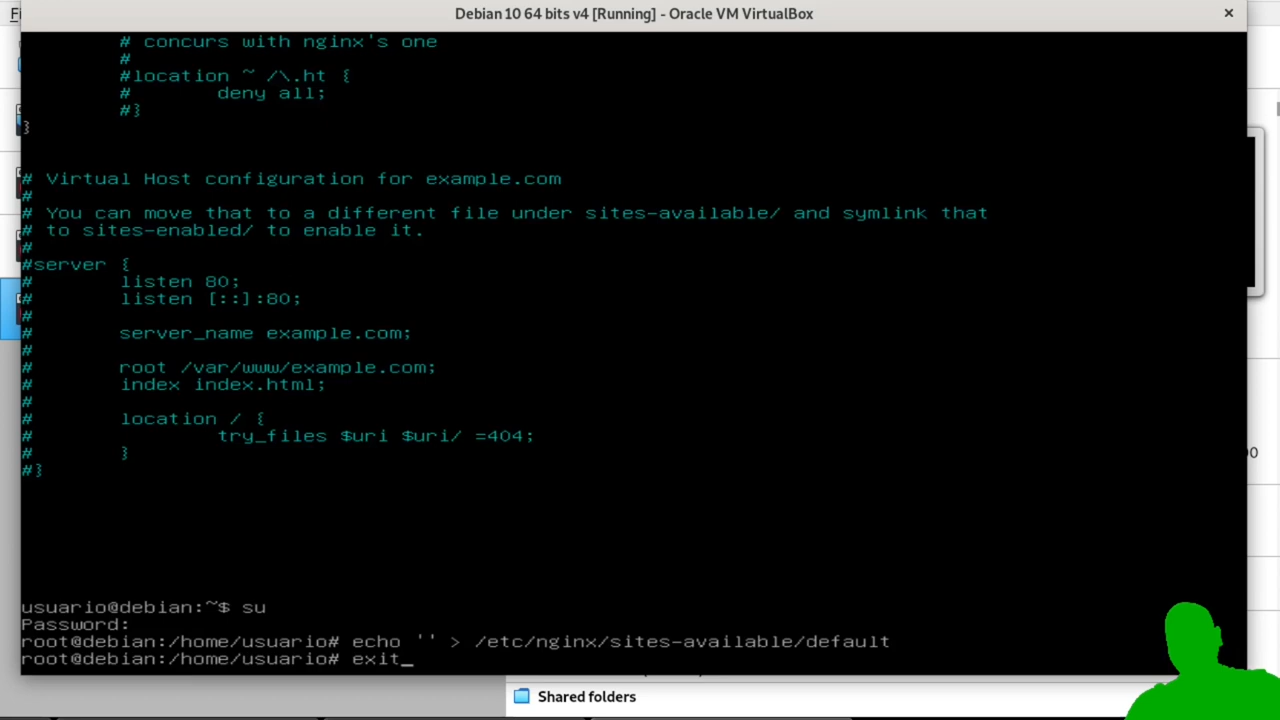 Fi
Debian 10 64 bits v4 [Running] - Oracle VM VirtualBox
# concurs with nginx's one
#
#location ~ /\.ht {
# deny all;
#}
}
# Virtual Host configuration for example.com
#
# You can move that to a different file under sites-available/ and symlink that
# to sites-enabled/ to enable it.
#
#server {
# listen 80;
# listen [::]:80;
#
# server_name example.com;
#
# root /var/www/example.com;
# index index.html;
#
# location / {
# try_files $uri $uri/ =404;
# }
#}
usuario@debian:~$ su
Password:
root@debian:/home/usuario# echo '' > /etc/nginx/sites-available/default
root@debian:/home/usuario# exit_
Shared folders